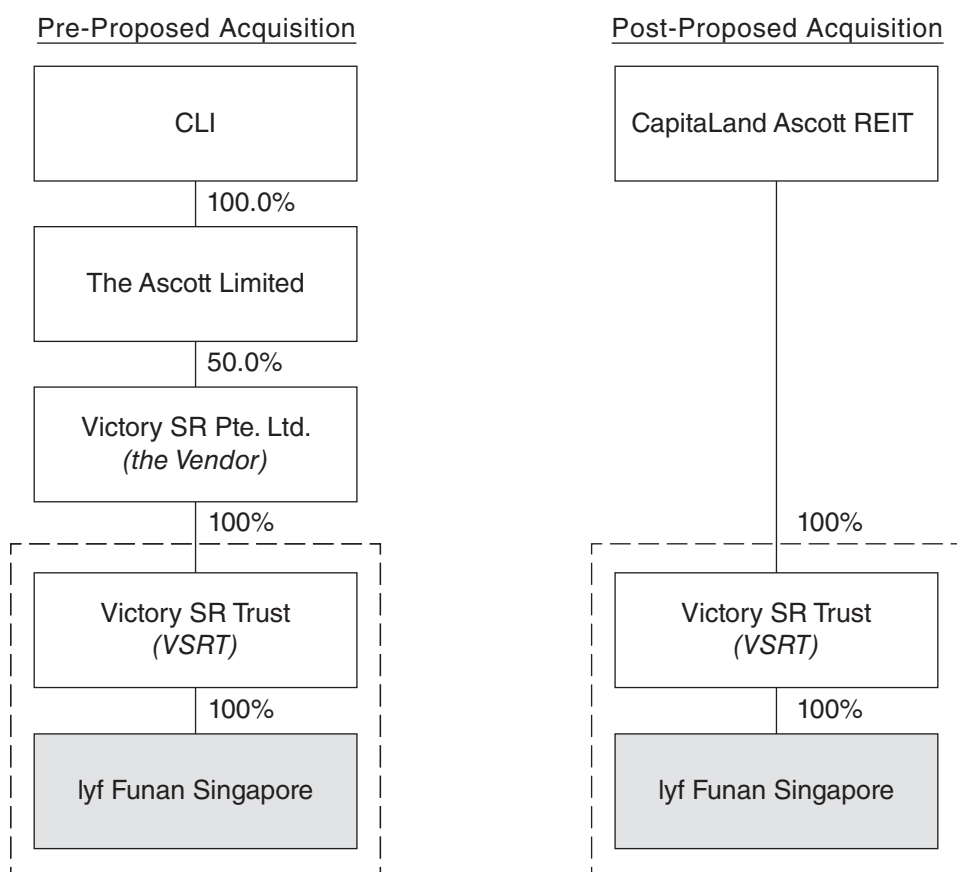 Pre-Proposed Acquisition
CLI
100.0%
The Ascott Limited
50.0%
Victory SR Pte. Ltd.
(the Vendor)
100%
Victory SR Trust
(VSRT)
100%
lyf Funan Singapore
Post-Proposed Acquisition
CapitaLand Ascott REIT
100%
Victory SR Trust
(VSRT)
100%
lyf Funan Singapore